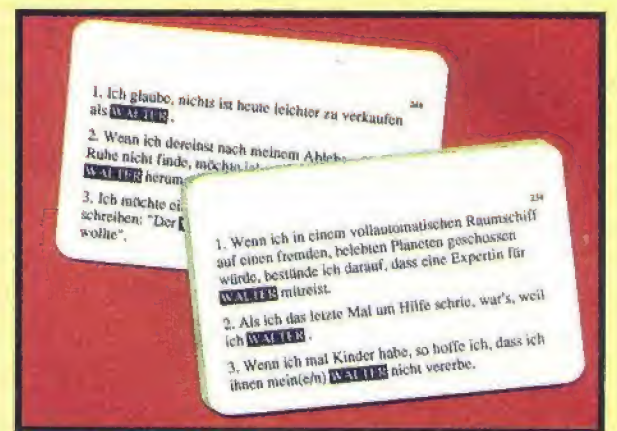 248
1. Ich glaube, nichts ist heute leichter zu verkaufen
als WALTER.
2. Wenn ich dereinst nach meinem
Ruhe nicht finde, möchte
WALTER herum
3. Ich möchte
schreiben: "Der
wollte".
234
1. Wenn ich in einem vollautomatischen Raumschiff
auf einen fremden, belebten Planeten geschossen
würde, bestünde ich darauf, dass eine Expertin für
WALTER mitreist.
2. Als ich das letzte Mal um Hilfe schrie, war's, weil
ich WALTER.
3. Wenn ich mal Kinder habe, so hoffe ich, dass ich
ihnen mein(e/n) WALTER nicht vererbe.